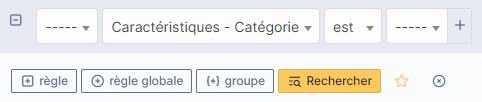 ----- Caractéristiques - Catégorie est ----- +
règle règle globale {+} groupe Rechercher